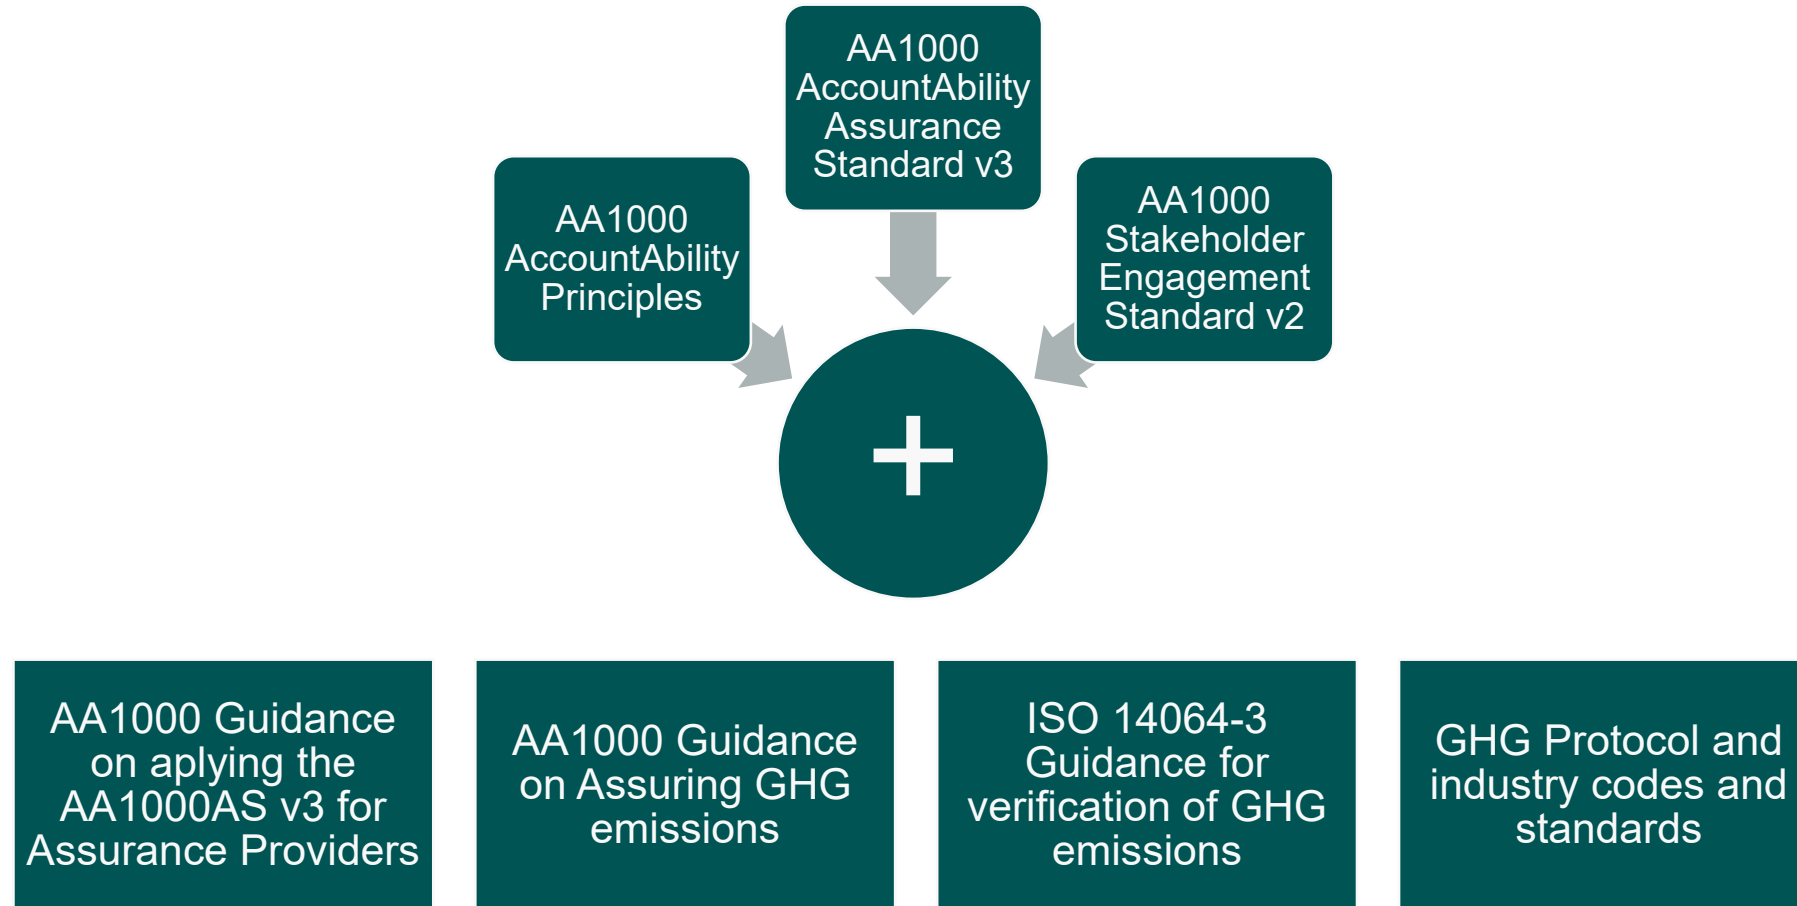 AA1000
AccountAbility
Assurance
Standard v3
AA1000
AccountAbility
Principles
AA1000
Stakeholder
Engagement
Standard v2
+
AA1000 Guidance
on aplying the
AA1000AS v3 for
Assurance Providers
AA1000 Guidance
on Assuring GHG
emissions
ISO 14064-3
Guidance for
verification of GHG
emissions
GHG Protocol and
industry codes and
standards